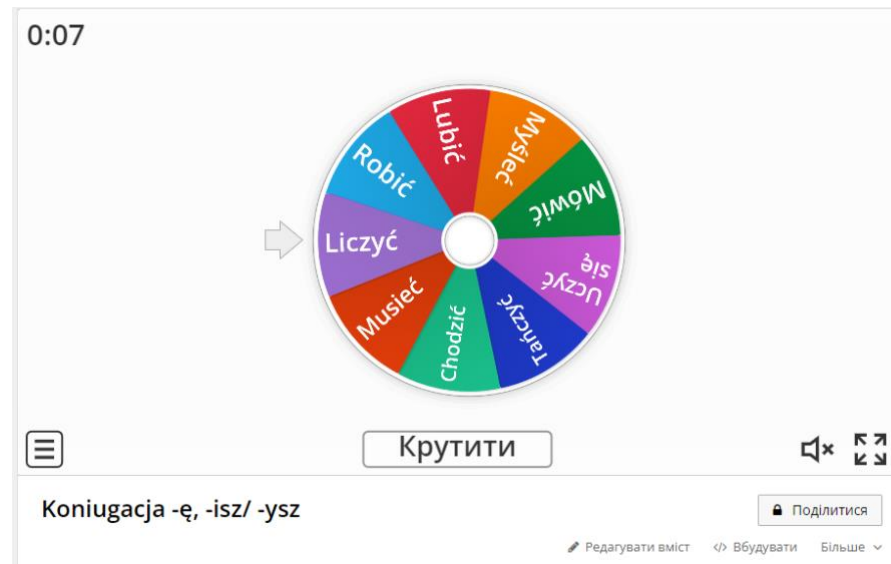 0:07
Lubić
Myśleć
Mówić
Uczyć
się
Tańczyć
Chodzić
Musieć
Liczyć
Robić
Крутити
Koniugacja -ę, -isz/ -ysz
Поділитися
Редагувати вміст
</> Вбудувати
Більше